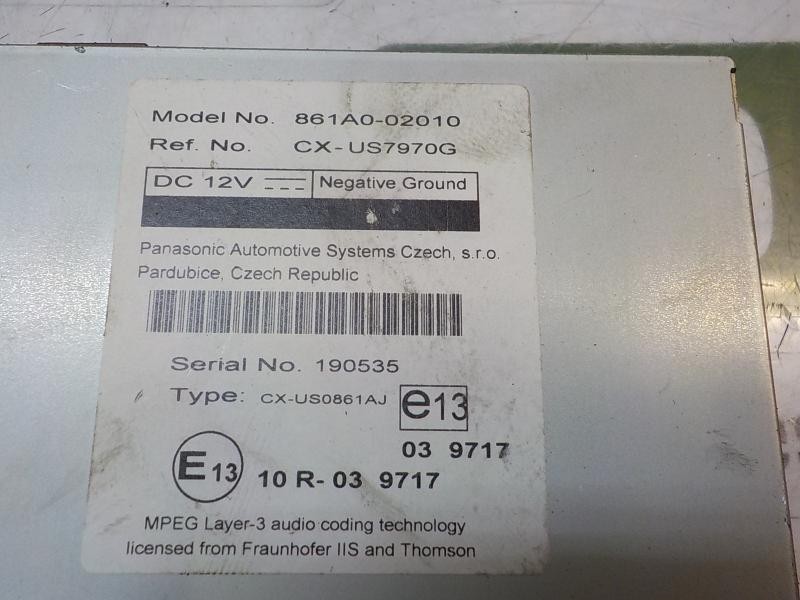 Model No. 861A0-02010
Ref. No. CX-US7970G
DC 12V Negative Ground
Panasonic Automotive Systems Czech, s.r.o.
Pardubice, Czech Republic
Serial No. 190535
Type: CX-US0861AJ e13
03 9717
E13 10 R-03 9717
MPEG Layer-3 audio coding technology
licensed from Fraunhofer IIS and Thomson